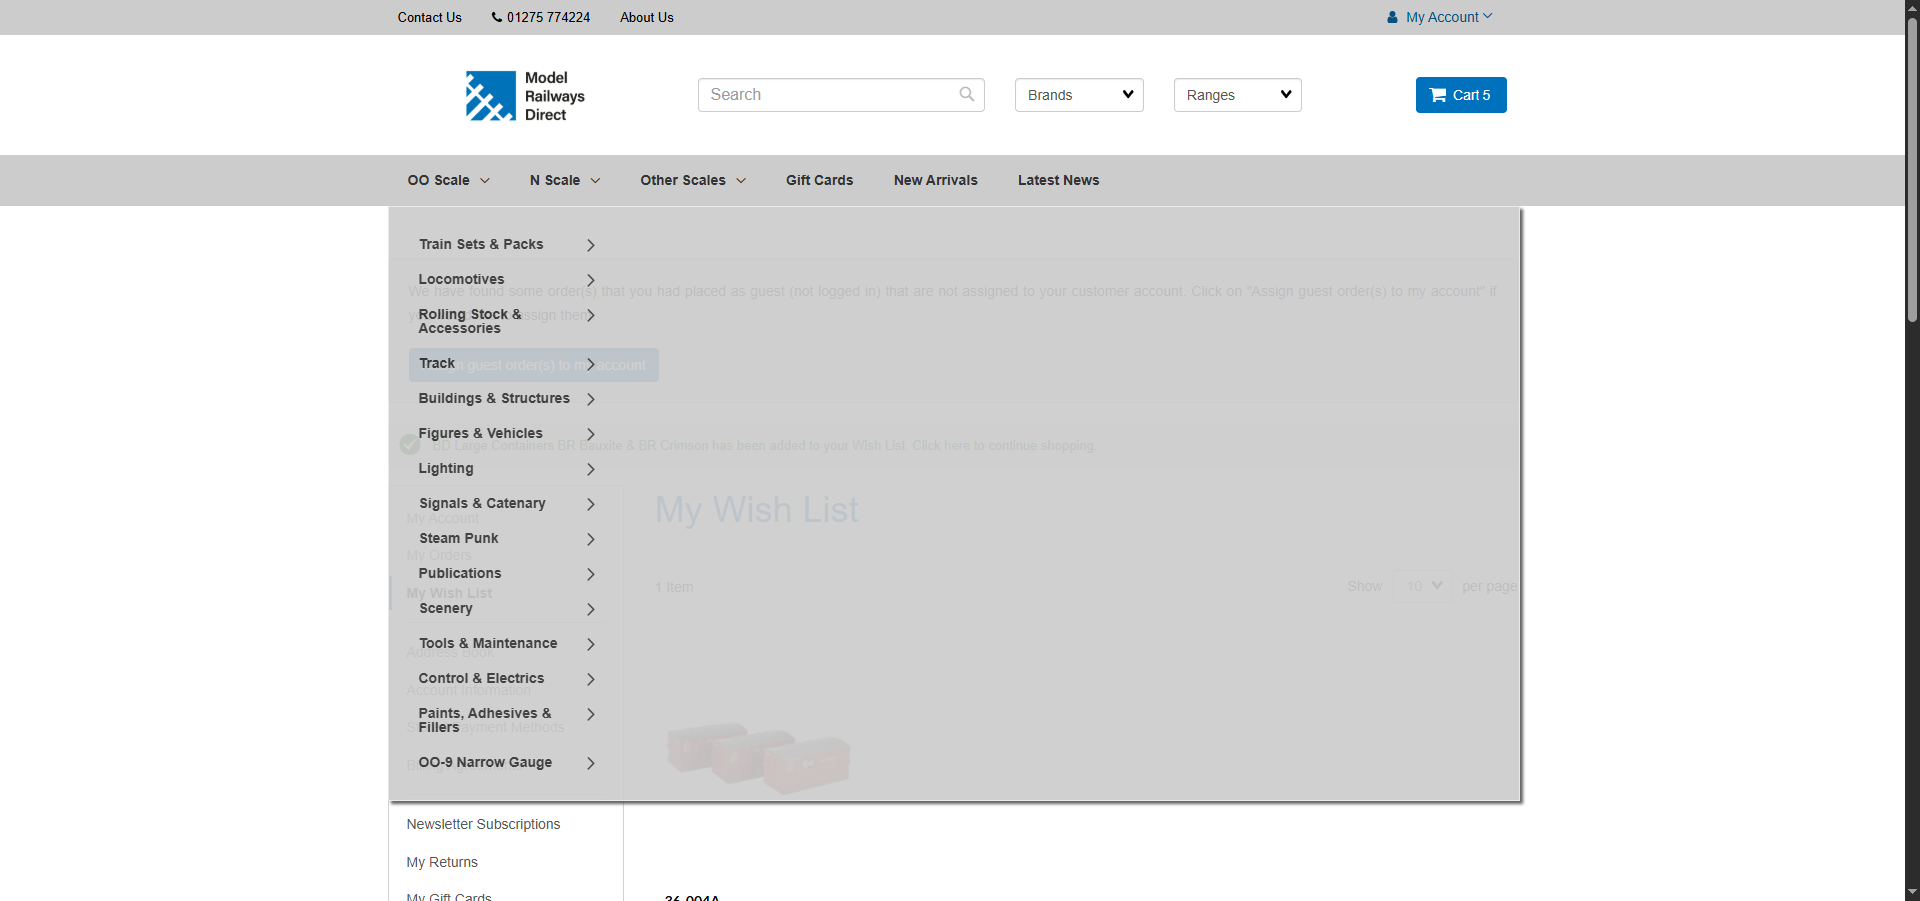 Contact Us
01275 774224
About Us
My Account
Model
Railways
Direct
Search
Brands
Ranges
Cart 5
OO Scale
N Scale
Other Scales
Gift Cards
New Arrivals
Latest News
Train Sets & Packs
Locomotives
We have found some order(s) that you had placed as guest (not logged in) that are not assigned to your customer account. Click on "Assign guest order(s) to my account" if
Rolling Stock &
Accessories
assign them
Track
guest order(s) to my account
Buildings & Structures
Figures & Vehicles
BD Large Containers BR Bauxite & BR Crimson has been added to your Wish List. Click here to continue shopping.
Lighting
Signals & Catenary
My Account
My Wish List
Steam Punk
My Orders
Publications
1 Item
Show 10 per page
My Wish List
Scenery
Tools & Maintenance
Address Book
Control & Electrics
Account Information
Paints, Adhesives &
Fillers
Payment Methods
OO-9 Narrow Gauge
Newsletter Subscriptions
My Returns
My Gift Cards
36-004A